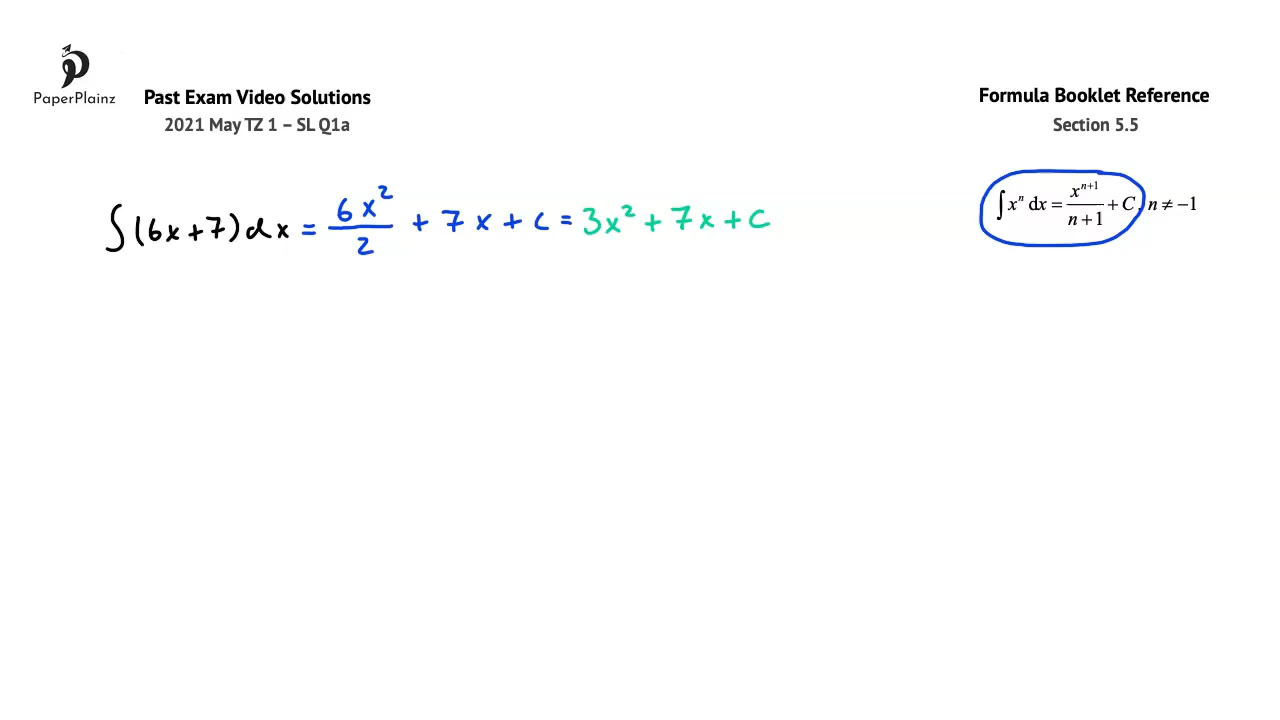 PaperPlainz
Past Exam Video Solutions
2021 May TZ 1 – SL Q1a
Formula Booklet Reference
Section 5.5
∫xⁿ dx = xⁿ⁺¹/(n+1) + C, n ≠ −1
∫(6x+7)dx = 6x²/2 + 7x + c = 3x² + 7x + c